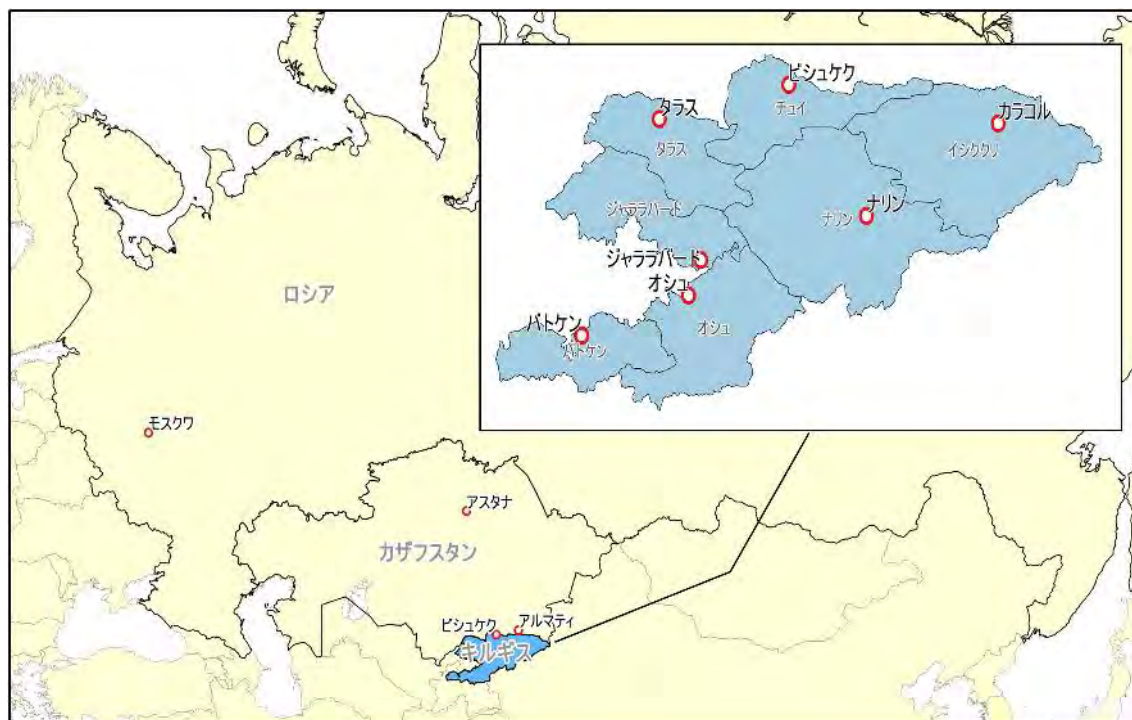 ビシュケク
チュイ
タラス
タラス
カラコル
イシククル
ジャララバード
ナリン
ナリン
ジャララバード
オシュ
オシュ
バトケン
バトケン
ロシア
モスクワ
アスタナ
カザフスタン
ビシュケク
アルマティ
キルギス